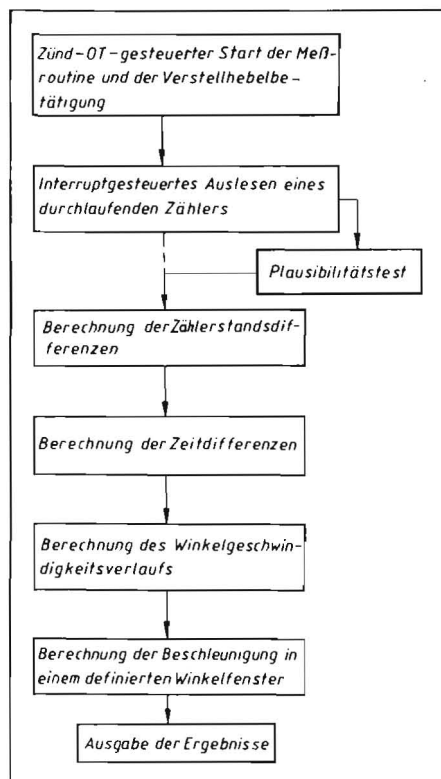 Zünd-OT-gesteuerter Start der Meß-
routine und der Verstellhebelbe-
tätigung
Interruptgesteuertes Auslesen eines
durchlaufenden Zählers
Plausibilitätstest
Berechnung der Zählerstandsdif-
ferenzen
Berechnung der Zeitdifferenzen
Berechnung des Winkelgeschwin-
digkeitsverlaufs
Berechnung der Beschleunigung in
einem definierten Winkelfenster
Ausgabe der Ergebnisse